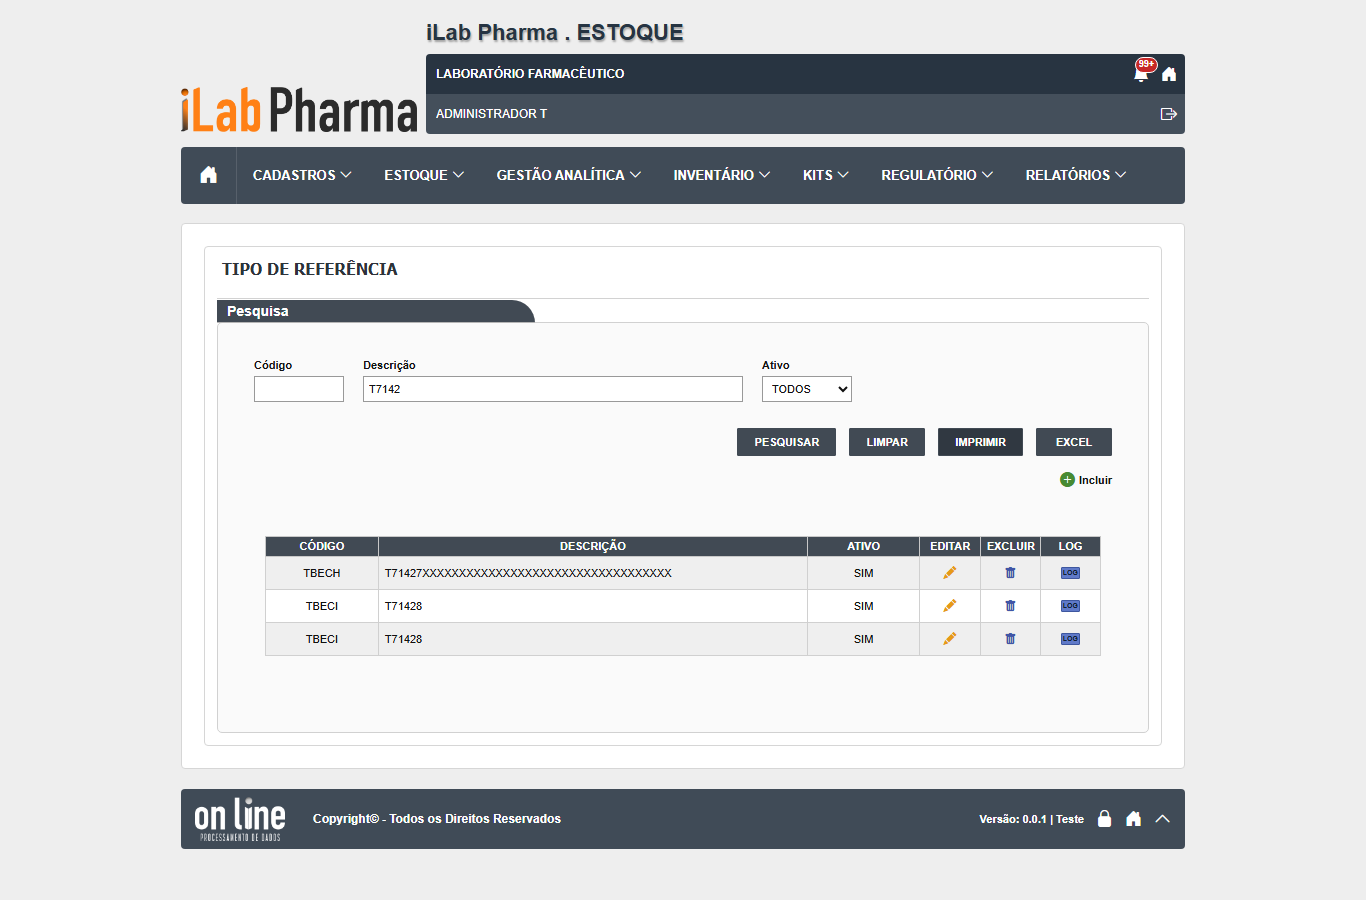 iLab Pharma . ESTOQUE
LABORATÓRIO FARMACÊUTICO
99+
iLab Pharma
ADMINISTRADOR T
CADASTROS ESTOQUE GESTÃO ANALÍTICA INVENTÁRIO KITS REGULATÓRIO RELATÓRIOS
TIPO DE REFERÊNCIA
Pesquisa
Código Descrição Ativo
T7142 TODOS
PESQUISAR LIMPAR IMPRIMIR EXCEL
Incluir
CÓDIGO DESCRIÇÃO ATIVO EDITAR EXCLUIR LOG
TBECH T71427XXXXXXXXXXXXXXXXXXXXXXXXXXXXXXXXXX SIM LOG
TBECI T71428 SIM LOG
TBECI T71428 SIM LOG
on line
PROCESSAMENTO DE DADOS
Copyright© - Todos os Direitos Reservados
Versão: 0.0.1 | Teste